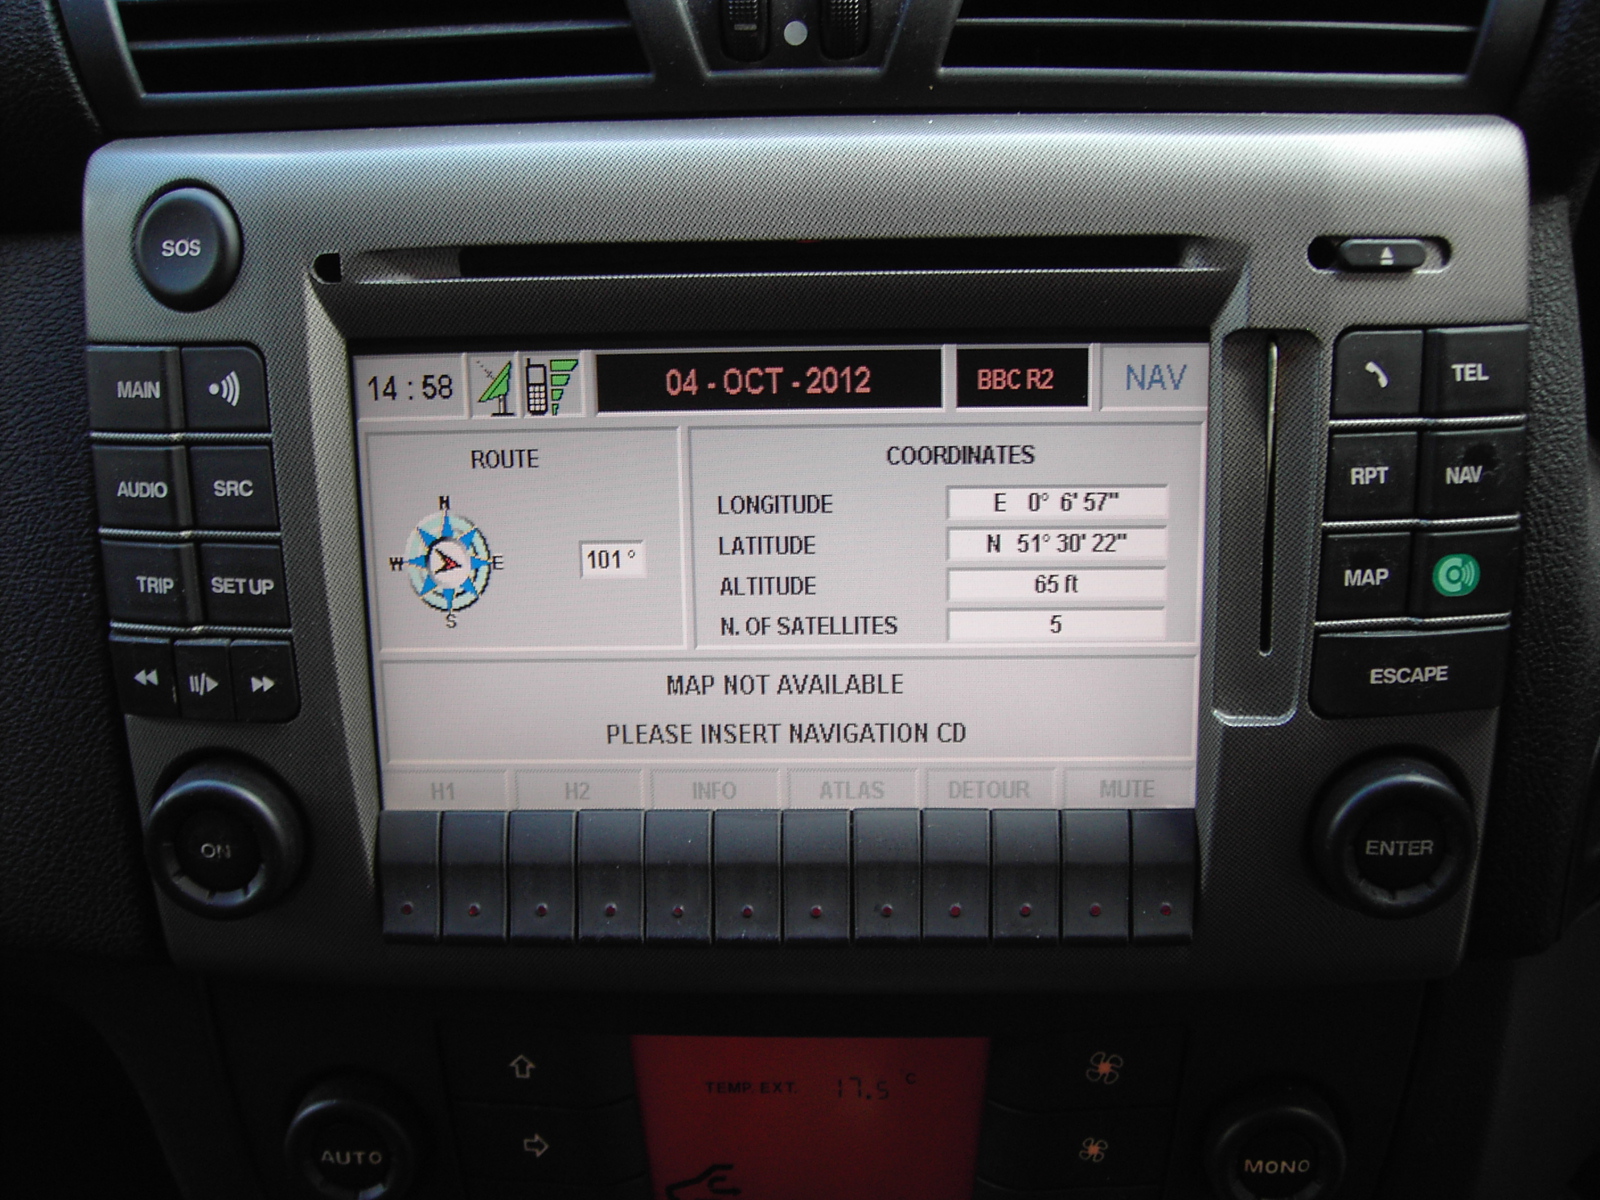 SOS
MAIN
AUDIO SRC
TRIP SET UP
ON
14 : 58 04 - OCT - 2012 BBC R2 NAV
ROUTE
N
W E
S
101°
COORDINATES
LONGITUDE E 0° 6' 57"
LATITUDE N 51° 30' 22"
ALTITUDE 65 ft
N. OF SATELLITES 5
MAP NOT AVAILABLE
PLEASE INSERT NAVIGATION CD
H1 H2 INFO ATLAS DETOUR MUTE
TEL
RPT NAV
MAP
ESCAPE
ENTER
TEMP. EXT. 17.5 °C
AUTO MONO